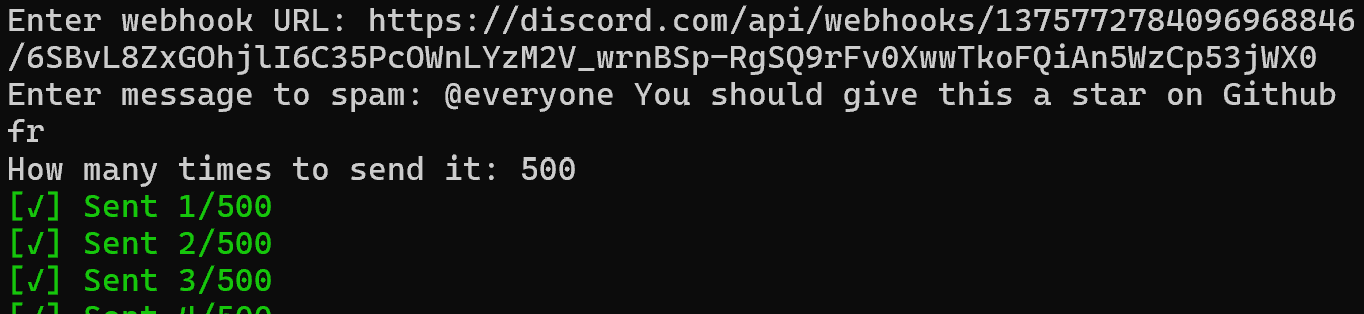 Enter webhook URL: https://discord.com/api/webhooks/1375772784096968846
/6SBvL8ZxGOhjlI6C35PcOWnLYzM2V_wrnBSp-RgSQ9rFv0XwwTkoFQiAn5WzCp53jWX0
Enter message to spam: @everyone You should give this a star on Github
fr
How many times to send it: 500
[✓] Sent 1/500
[✓] Sent 2/500
[✓] Sent 3/500
[✓] Sent 4/500